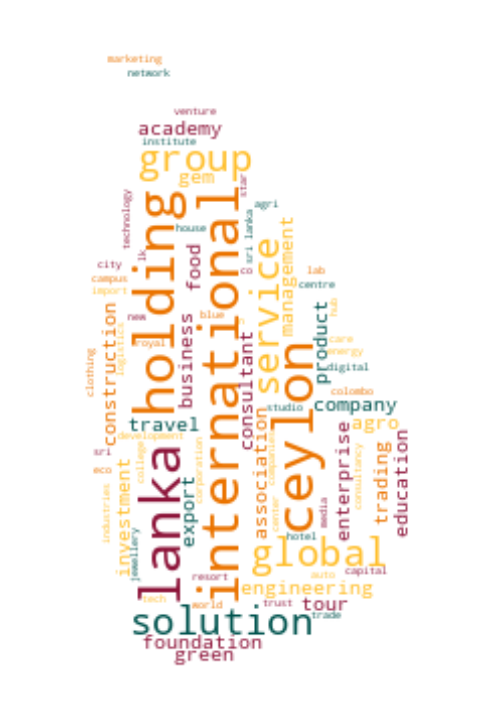 marketing
network
venture
academy
institute
group
gem
star
technology
holding
international
agri
house
sri lanka
lk
food
service
management
city
co
lab
campus
centre
import
new
blue
hub
construction
logistics
royal
business
consultant
product
care
energy
digital
clothing
ceylon
colombo
studio
company
travel
agro
development
association
companies
sri
lanka
college
corporation
enterprise
consultancy
trading
education
eco
investment
export
industries
center
media
hotel
jewellery
global
resort
auto
capital
engineering
tech
world
trust
tour
solution
trade
foundation
green